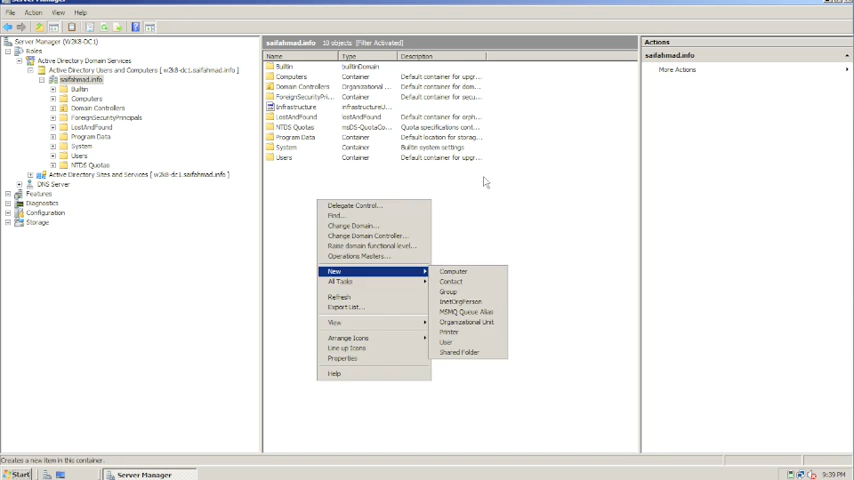 Server Manager
File Action View Help
Server Manager (W2K8-DC1)
Roles
Active Directory Domain Services
Active Directory Users and Computers [ w2k8-dc1.saifahmad.info ]
saifahmad.info
Builtin
Computers
Domain Controllers
ForeignSecurityPrincipals
LostAndFound
Program Data
System
Users
NTDS Quotas
Active Directory Sites and Services [ w2k8-dc1.saifahmad.info ]
DNS Server
Features
Diagnostics
Configuration
Storage
saifahmad.info 10 objects [Filter Activated]
Name Type Description
Builtin builtinDomain
Computers Container Default container for upgr...
Domain Controllers Organizational ... Default container for dom...
ForeignSecurityPri... Container Default container for secu...
Infrastructure infrastructureU...
LostAndFound Container Default container for orph...
NTDS Quotas msDS-QuotaCo... Quota specifications cont...
Program Data Container Default location for storag...
System Container Builtin system settings
Users Container Default container for upgr...
Delegate Control...
Find...
Change Domain...
Change Domain Controller...
Raise domain functional level...
Operations Masters...
New
All Tasks
Refresh
Export List...
View
Arrange Icons
Line up Icons
Properties
Help
Computer
Contact
Group
InetOrgPerson
MSMQ Queue Alias
Organizational Unit
Printer
User
Shared Folder
Actions
saifahmad.info
More Actions
Creates a new item in this container.
Start Server Manager 9:39 PM